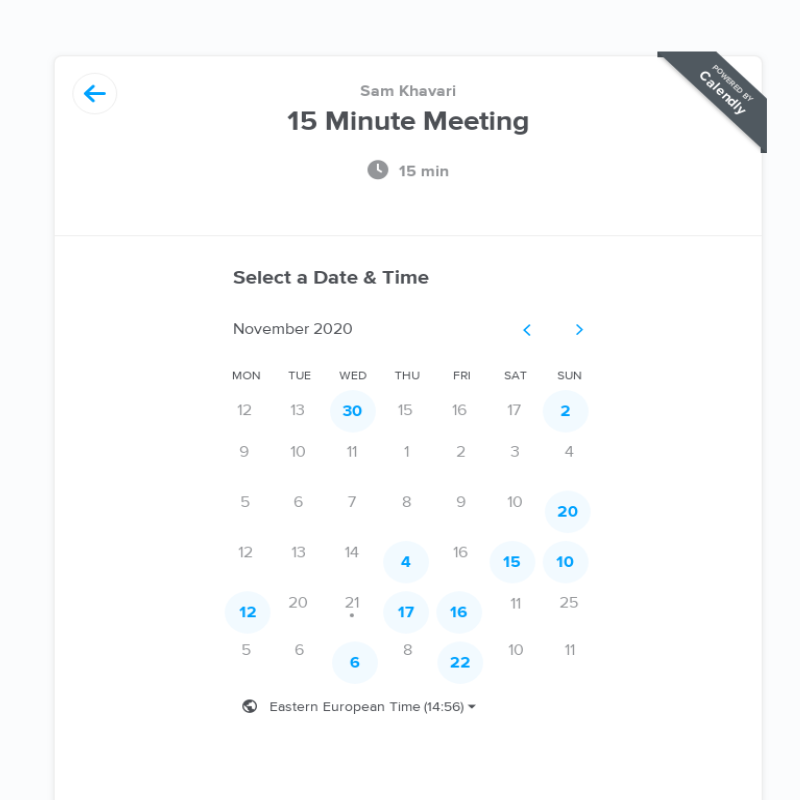 POWERED BY
Calendly
Sam Khavari
15 Minute Meeting
15 min
Select a Date & Time
November 2020
MON TUE WED THU FRI SAT SUN
12 13 30 15 16 17 2
9 10 11 1 2 3 4
5 6 7 8 9 10 20
12 13 14 4 16 15 10
12 20 21 17 16 11 25
5 6 6 8 22 10 11
Eastern European Time (14:56)